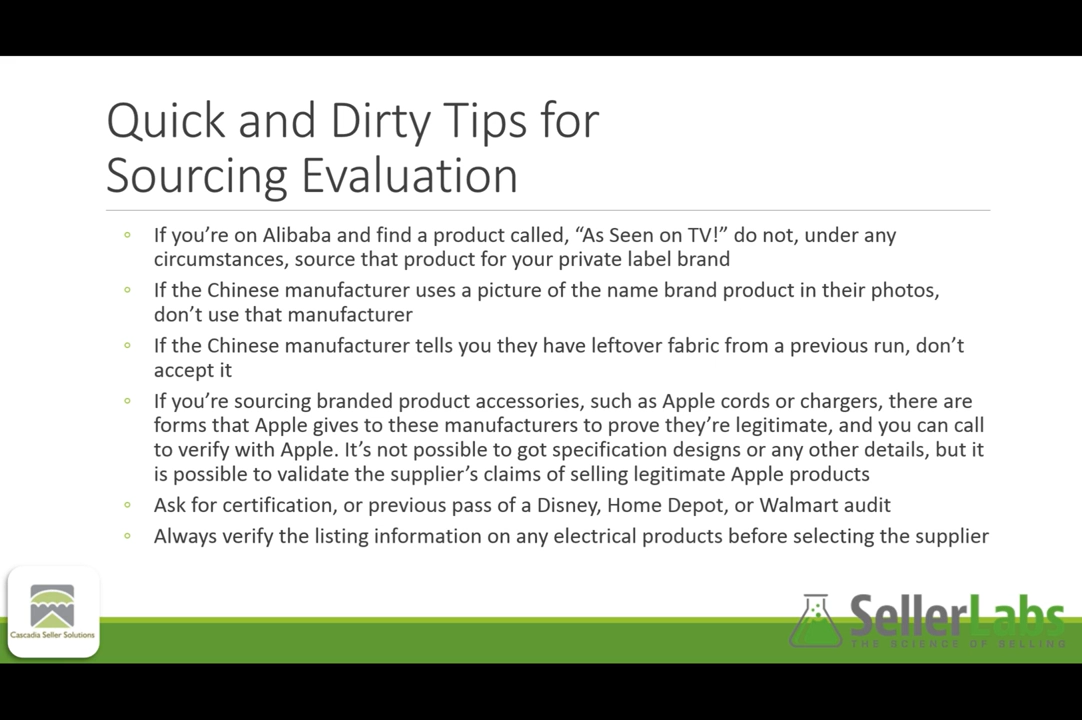 Quick and Dirty Tips for
Sourcing Evaluation
If you're on Alibaba and find a product called, “As Seen on TV!” do not, under any
circumstances, source that product for your private label brand
If the Chinese manufacturer uses a picture of the name brand product in their photos,
don't use that manufacturer
If the Chinese manufacturer tells you they have leftover fabric from a previous run, don't
accept it
If you're sourcing branded product accessories, such as Apple cords or chargers, there are
forms that Apple gives to these manufacturers to prove they're legitimate, and you can call
to verify with Apple. It's not possible to got specification designs or any other details, but it
is possible to validate the supplier's claims of selling legitimate Apple products
Ask for certification, or previous pass of a Disney, Home Depot, or Walmart audit
Always verify the listing information on any electrical products before selecting the supplier
Cascadia Seller Solutions
SellerLabs
THE SCIENCE OF SELLING